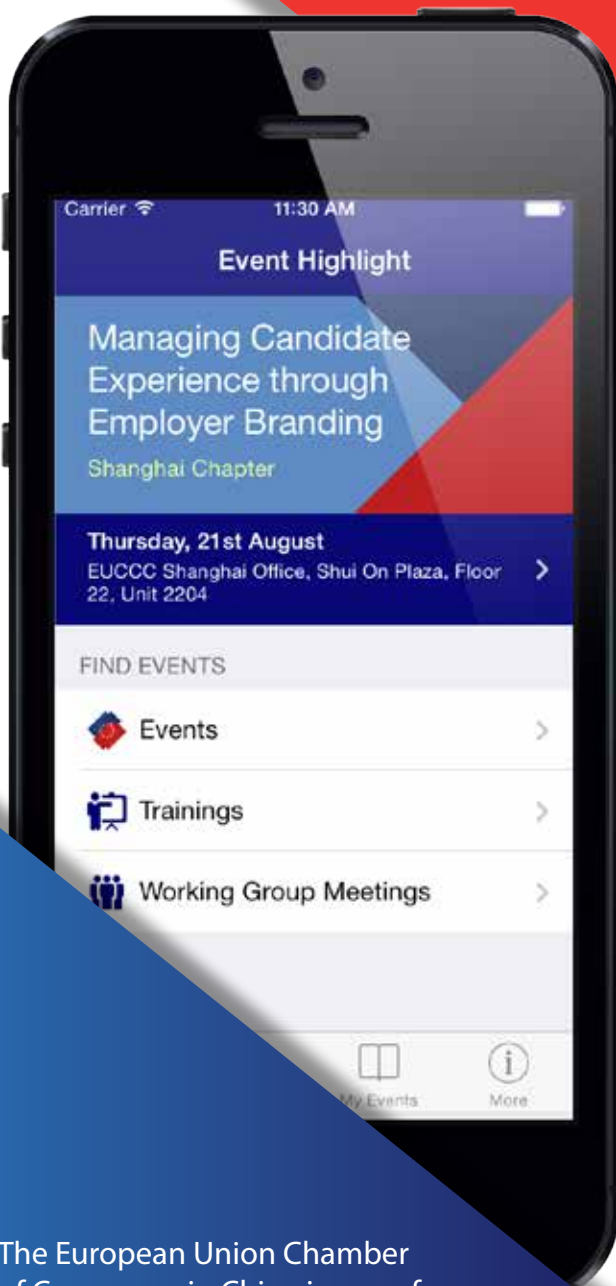 Carrier 11:30 AM
Event Highlight
Managing Candidate
Experience through
Employer Branding
Shanghai Chapter
Thursday, 21st August
EUCCC Shanghai Office, Shui On Plaza, Floor
22, Unit 2204
FIND EVENTS
Events
Trainings
Working Group Meetings
My Events More
The European Union Chamber